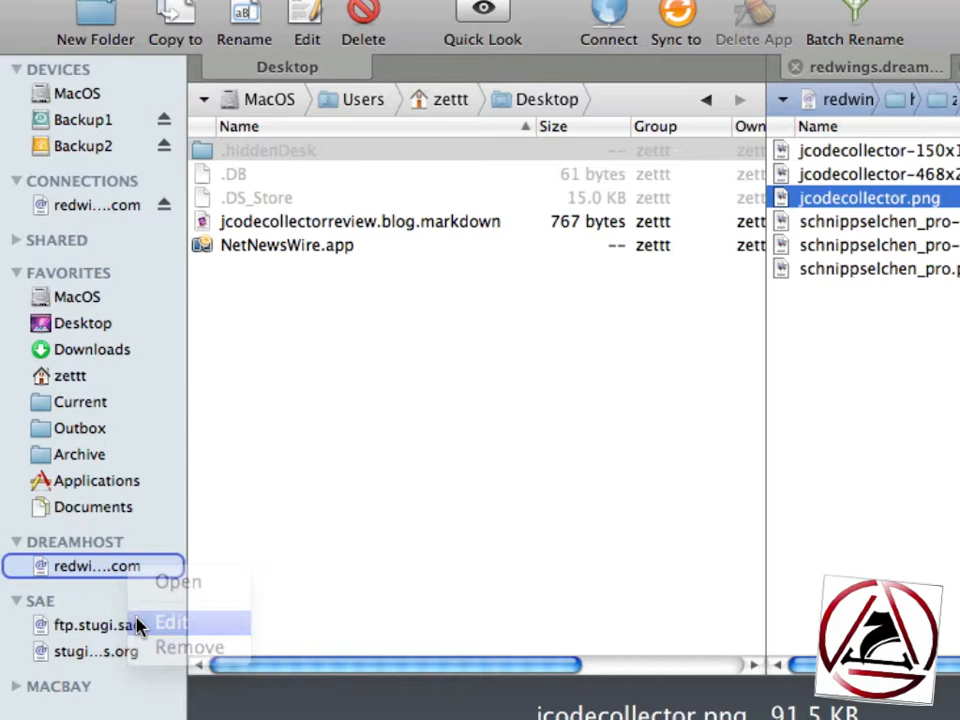 New Folder Copy to Rename Edit Delete Quick Look Connect Sync to Delete App Batch Rename
DEVICES
MacOS
Backup1
Backup2
CONNECTIONS
redwi....com
SHARED
FAVORITES
MacOS
Desktop
Downloads
zettt
Current
Outbox
Archive
Applications
Documents
DREAMHOST
redwi....com
SAE
ftp.stugi.sa
stugi...s.org
MACBAY
Open
Edit
Remove
Desktop
MacOS Users zettt Desktop
Name Size Group Own
.hiddenDesk -- zettt zett
.DB 61 bytes zettt zett
.DS_Store 15.0 KB zettt zett
jcodecollectorreview.blog.markdown 767 bytes zettt zett
NetNewsWire.app -- zettt zett
redwings.dream...
redwin
Name
jcodecollector-150x1
jcodecollector-468x2
jcodecollector.png
schnippselchen_pro-
schnippselchen_pro-
schnippselchen_pro.p
jcodecollector.png 91.5 KB